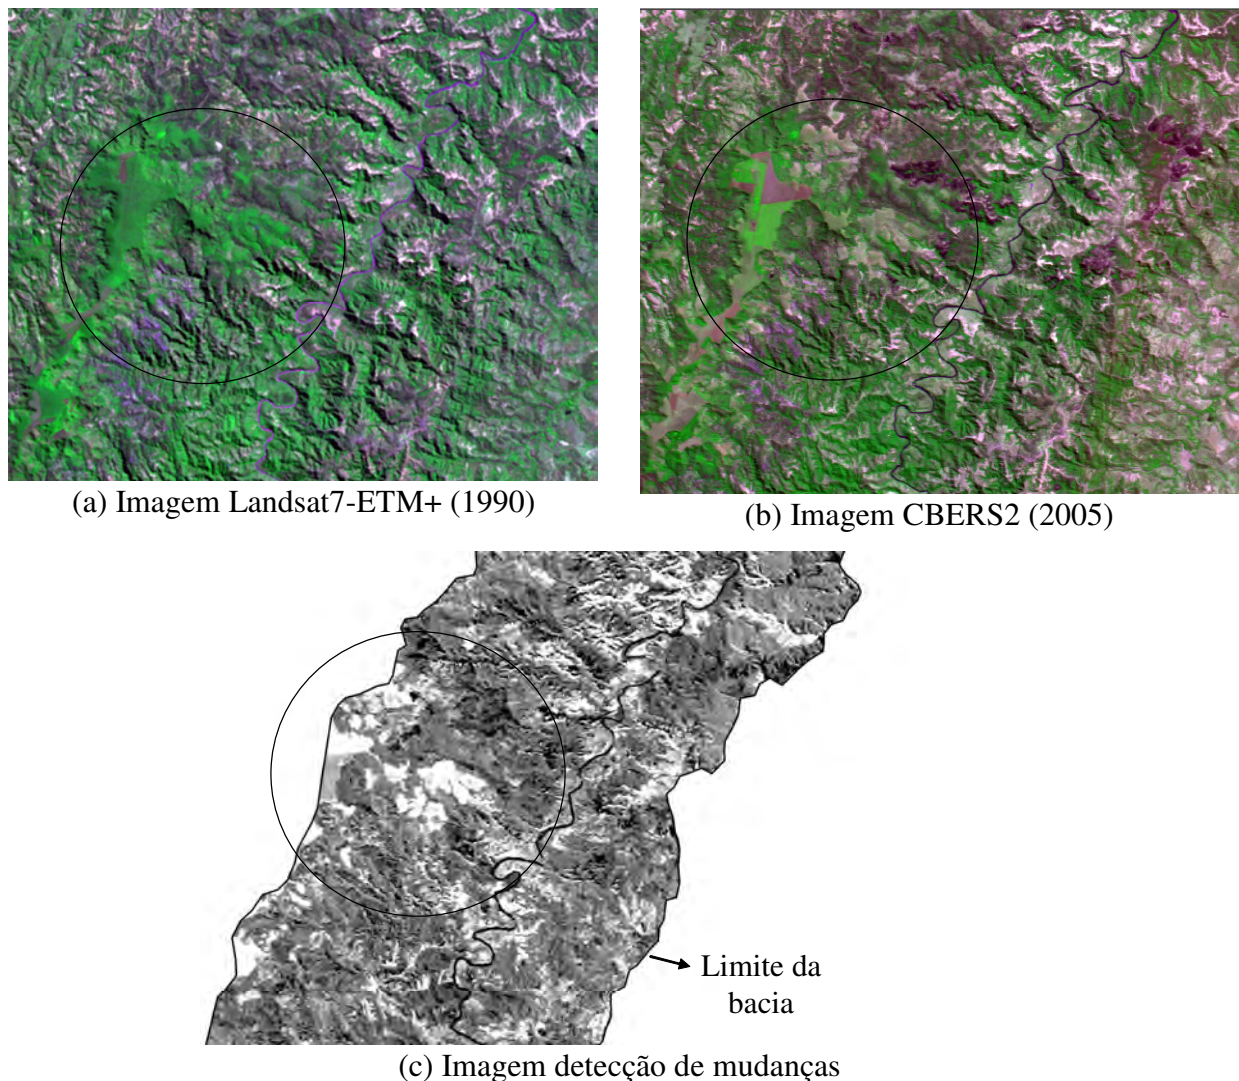 (a) Imagem Landsat7-ETM+ (1990)
(b) Imagem CBERS2 (2005)
Limite da
bacia
(c) Imagem detecção de mudanças